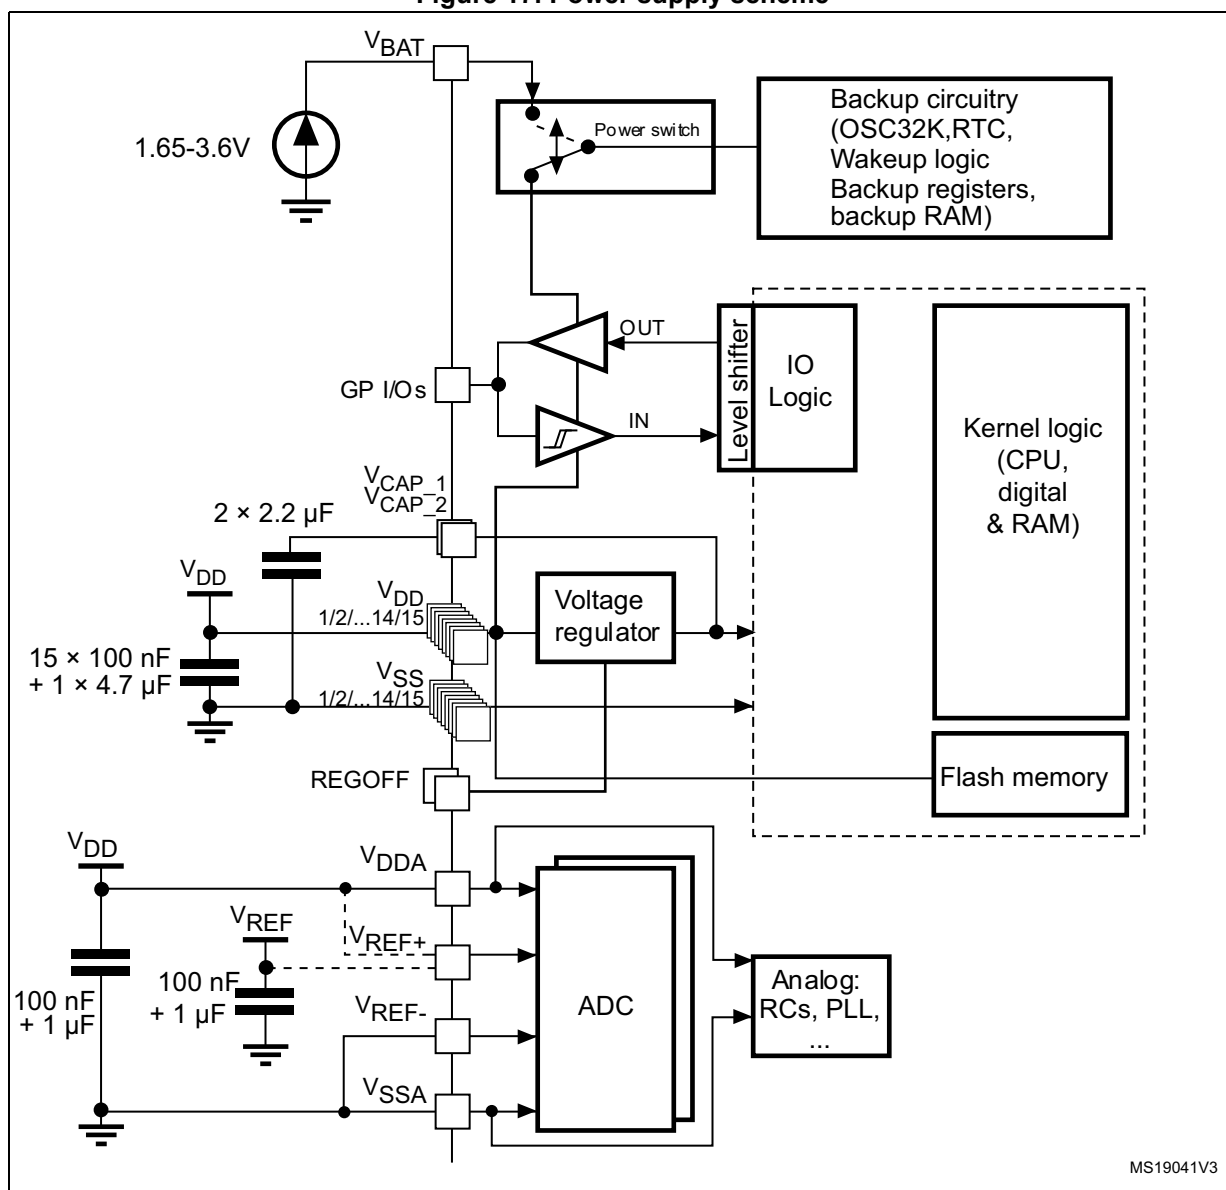 Figure 17. Power supply scheme
VBAT
1.65-3.6V
Power switch
Backup circuitry
(OSC32K,RTC,
Wakeup logic
Backup registers,
backup RAM)
OUT
GP I/Os
IN
Level shifter
IO
Logic
Kernel logic
(CPU,
digital
& RAM)
VCAP_1
VCAP_2
2 × 2.2 μF
VDD
VDD
1/2/...14/15
Voltage
regulator
15 × 100 nF
+ 1 × 4.7 μF
VSS
1/2/...14/15
REGOFF
Flash memory
VDD
VDDA
VREF
VREF+
100 nF
+ 1 μF
100 nF
+ 1 μF
VREF-
ADC
Analog:
RCs, PLL,
...
VSSA
MS19041V3